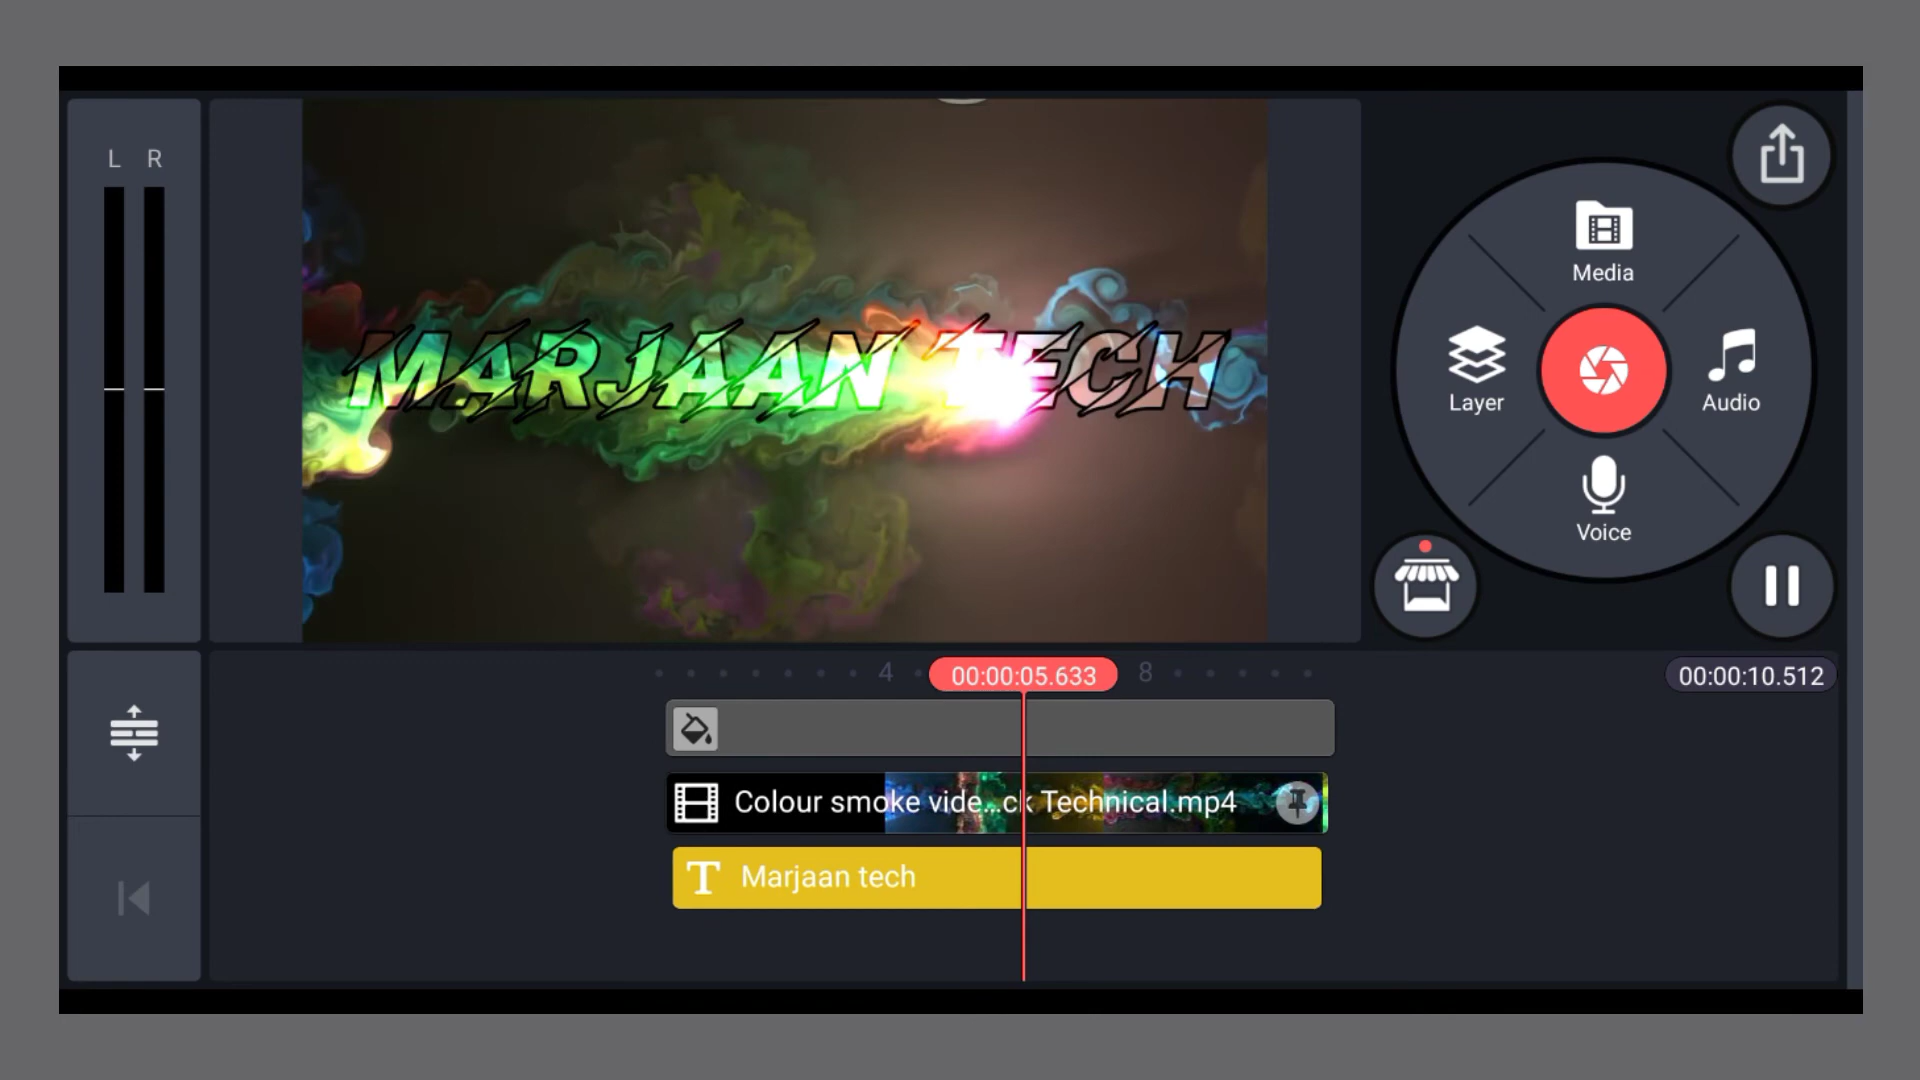 L R
MARJAAN TECH
Media
Layer
Audio
Voice
4
00:00:05.633
8
00:00:10.512
Colour smoke vide...ck Technical.mp4
T Marjaan tech